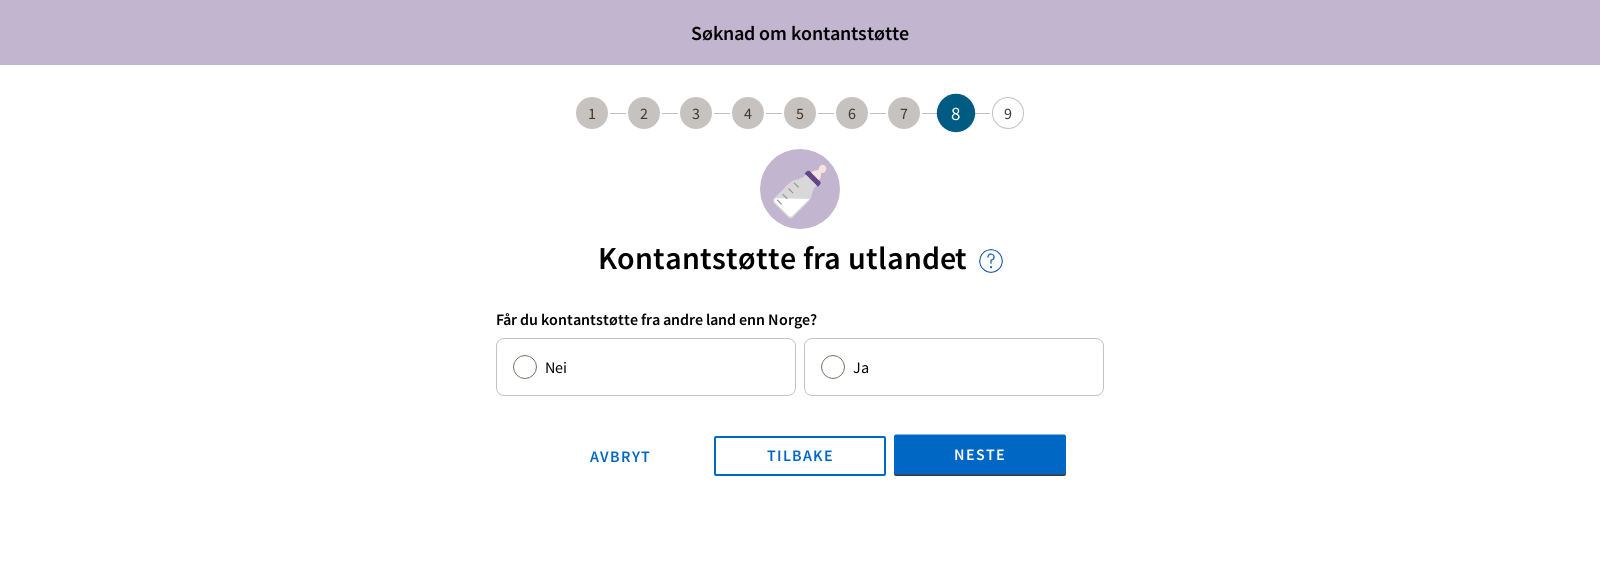 Søknad om kontantstøtte
1 2 3 4 5 6 7 8 9
Kontantstøtte fra utlandet ?
Får du kontantstøtte fra andre land enn Norge?
Nei Ja
AVBRYT TILBAKE NESTE